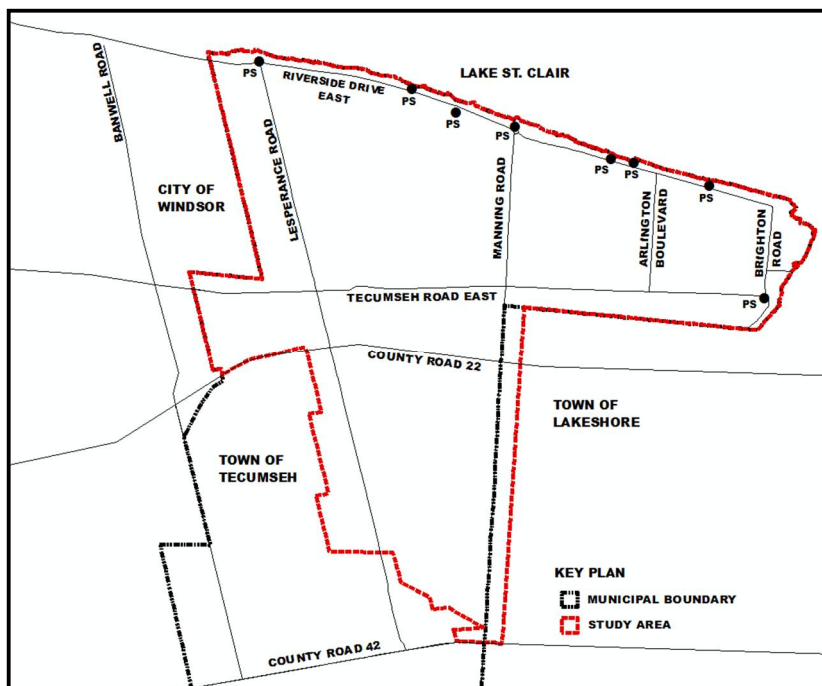 LAKE ST. CLAIR
BANWELL ROAD
RIVERSIDE DRIVE
EAST
PS
PS
PS
PS
PS
PS
PS
PS
CITY OF
WINDSOR
LESPERANCE ROAD
MANNING ROAD
ARLINGTON
BOULEVARD
BRIGHTON
ROAD
TECUMSEH ROAD EAST
COUNTY ROAD 22
TOWN OF
LAKESHORE
TOWN OF
TECUMSEH
KEY PLAN
MUNICIPAL BOUNDARY
STUDY AREA
COUNTY ROAD 42